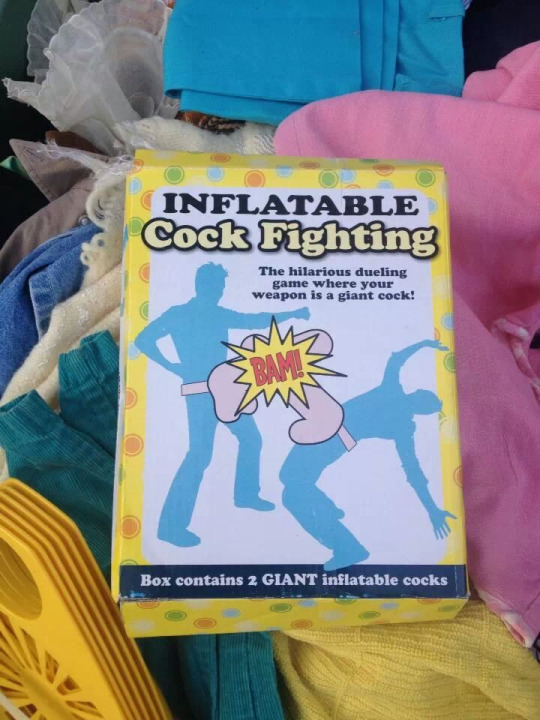 INFLATABLE
Cock Fighting
The hilarious dueling
game where your
weapon is a giant cock!
BAM!
Box contains 2 GIANT inflatable cocks